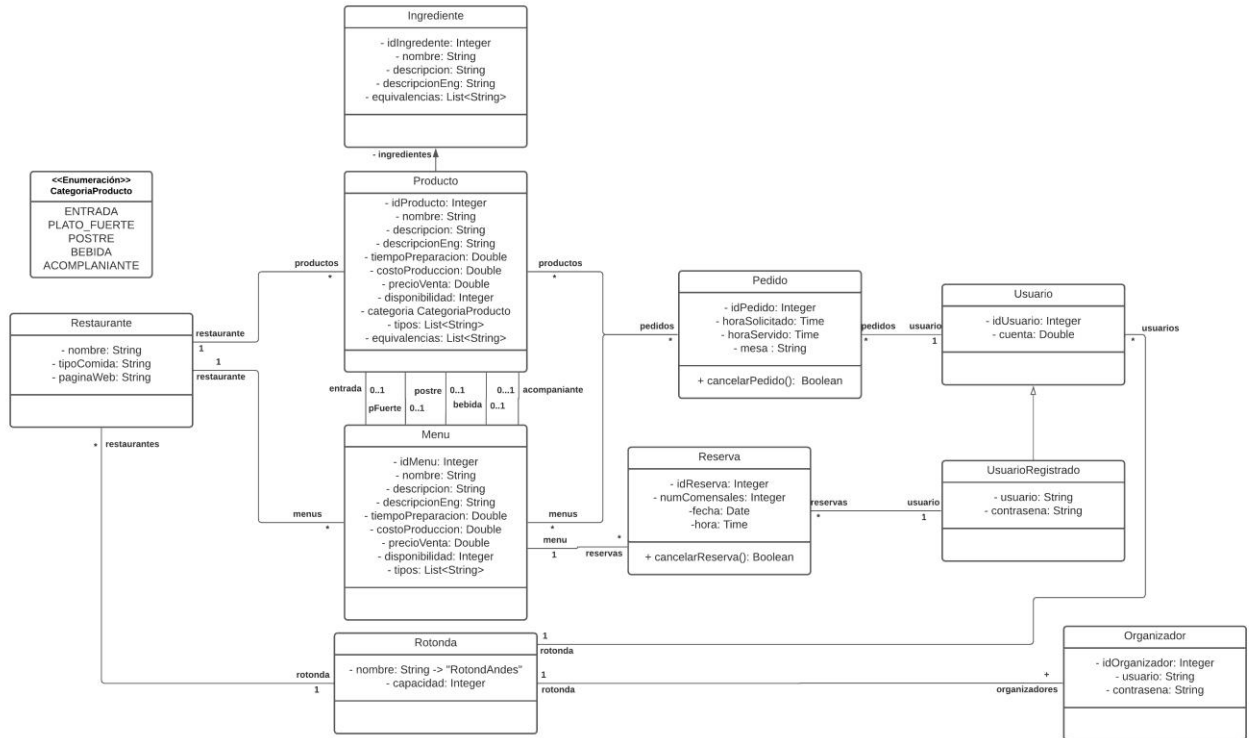 Ingrediente
- idIngredente: Integer
- nombre: String
- descripcion: String
- descripcionEng: String
- equivalencias: List<String>
- ingredientes
<<Enumeración>>
CategoriaProducto
ENTRADA
PLATO_FUERTE
POSTRE
BEBIDA
ACOMPLANIANTE
Producto
- idProducto: Integer
- nombre: String
- descripcion: String
- descripcionEng: String
- tiempoPreparacion: Double
- costoProduccion: Double
- precioVenta: Double
- disponibilidad: Integer
- categoria CategoriaProducto
- tipos: List<String>
- equivalencias: List<String>
productos
*
productos
*
restaurante
1
Restaurante
- nombre: String
- tipoComida: String
- paginaWeb: String
1
restaurante
* restaurantes
entrada 0..1 postre 0..1 0...1 acompaniante
pFuerte 0..1 bebida 0..1
Menu
- idMenu: Integer
- nombre: String
- descripcion: String
- descripcionEng: String
- tiempoPreparacion: Double
- costoProduccion: Double
- precioVenta: Double
- disponibilidad: Integer
- tipos: List<String>
menus
*
* menus
menu
1
Pedido
- idPedido: Integer
- horaSolicitado: Time
- horaServido: Time
- mesa : String
+ cancelarPedido(): Boolean
pedidos
*
pedidos
*
usuario
1
Usuario
- idUsuario: Integer
- cuenta: Double
usuarios
*
Reserva
- idReserva: Integer
- numComensales: Integer
-fecha: Date
-hora: Time
+ cancelarReserva(): Boolean
*
reservas
reservas
*
usuario
1
UsuarioRegistrado
- usuario: String
- contrasena: String
Rotonda
- nombre: String -> "RotondAndes"
- capacidad: Integer
rotonda
1
1
rotonda
1
rotonda
+
organizadores
Organizador
- idOrganizador: Integer
- usuario: String
- contrasena: String